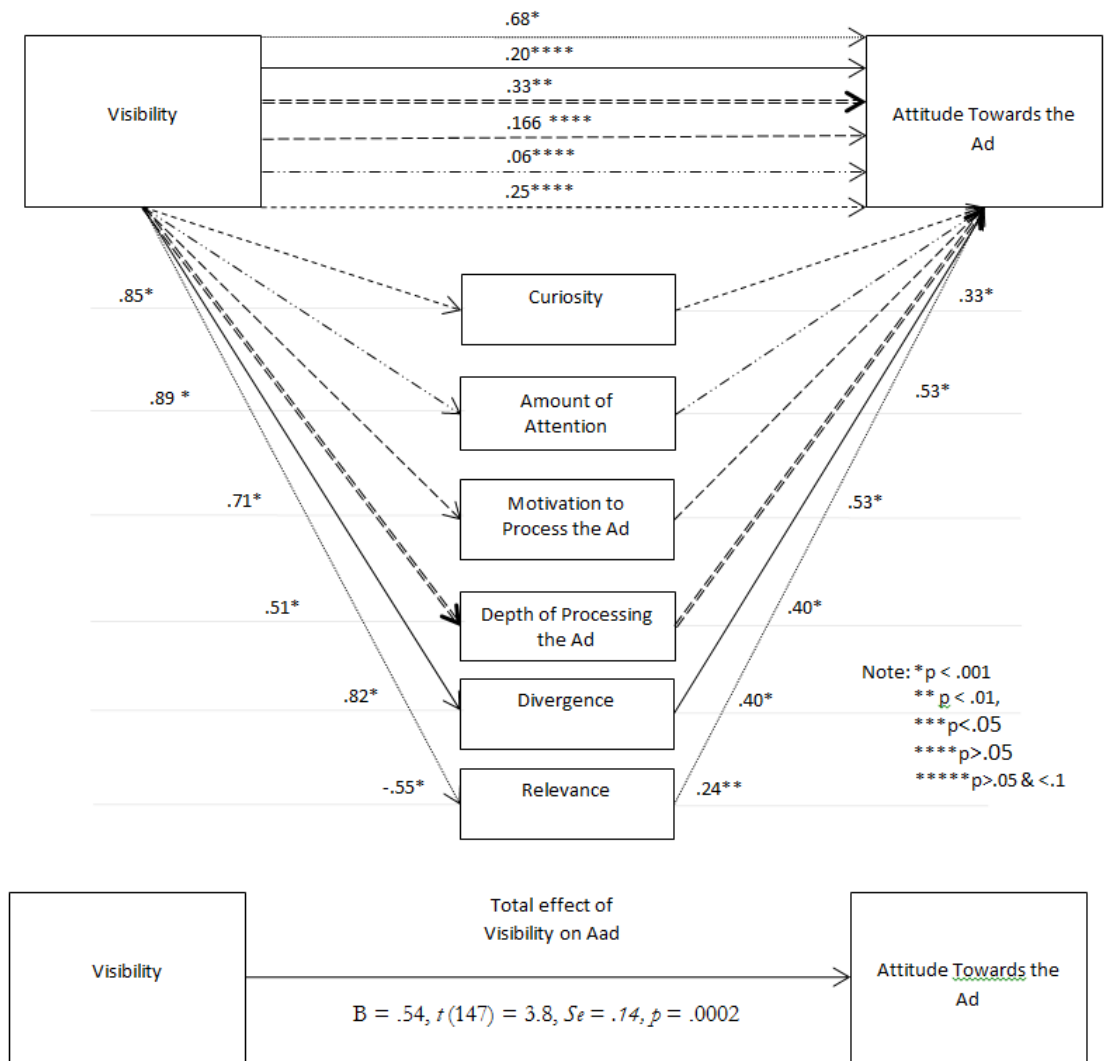 .68*
.20****
.33**
.166 ****
.06****
.25****
Visibility
Attitude Towards the
Ad
Curiosity
.85*
.33*
Amount of
Attention
.89 *
.53*
Motivation to
Process the Ad
.71*
.53*
Depth of Processing
the Ad
.51*
.40*
Divergence
.82*
.40*
Relevance
-.55*
.24**
Note: *p < .001
** p < .01,
***p<.05
****p>.05
*****p>.05 & <.1
Total effect of
Visibility on Aad
Visibility
Attitude Towards the
Ad
B = .54, t (147) = 3.8, Se = .14, p = .0002